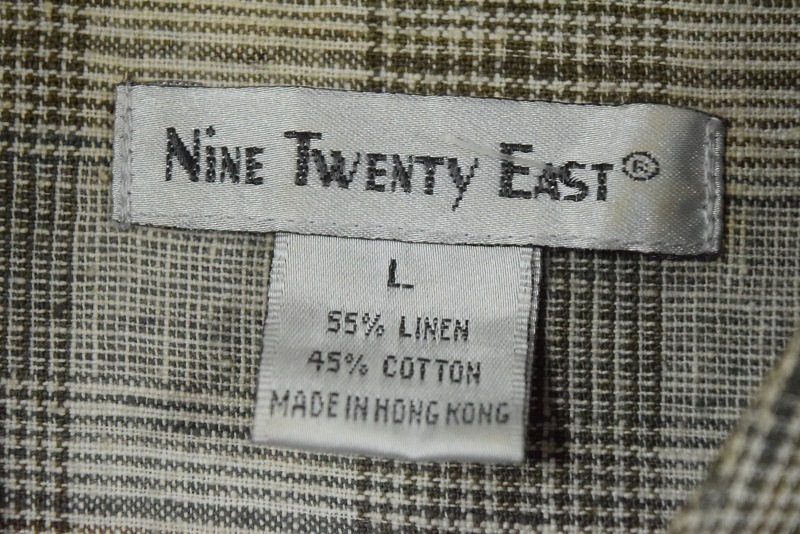 NiNE TWENTY EAST®
L
55% LINEN
45% COTTON
MADE IN HONG KONG